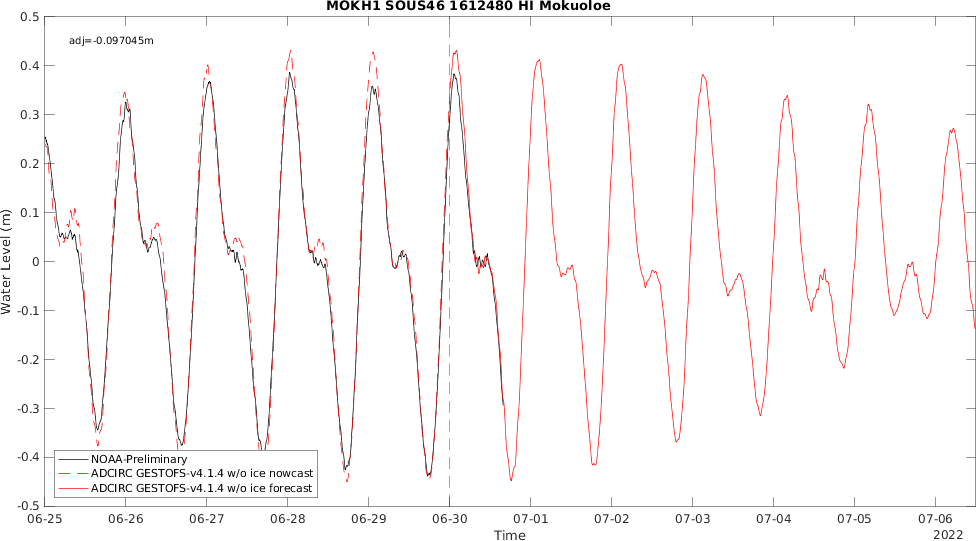 MOKH1 SOUS46 1612480 HI Mokuoloe
adj=-0.097045m
0.5
0.4
0.3
0.2
0.1
0
-0.1
-0.2
-0.3
-0.4
-0.5
Water Level (m)
NOAA-Preliminary
ADCIRC GESTOFS-v4.1.4 w/o ice nowcast
ADCIRC GESTOFS-v4.1.4 w/o ice forecast
06-25 06-26 06-27 06-28 06-29 06-30 07-01 07-02 07-03 07-04 07-05 07-06
Time
2022